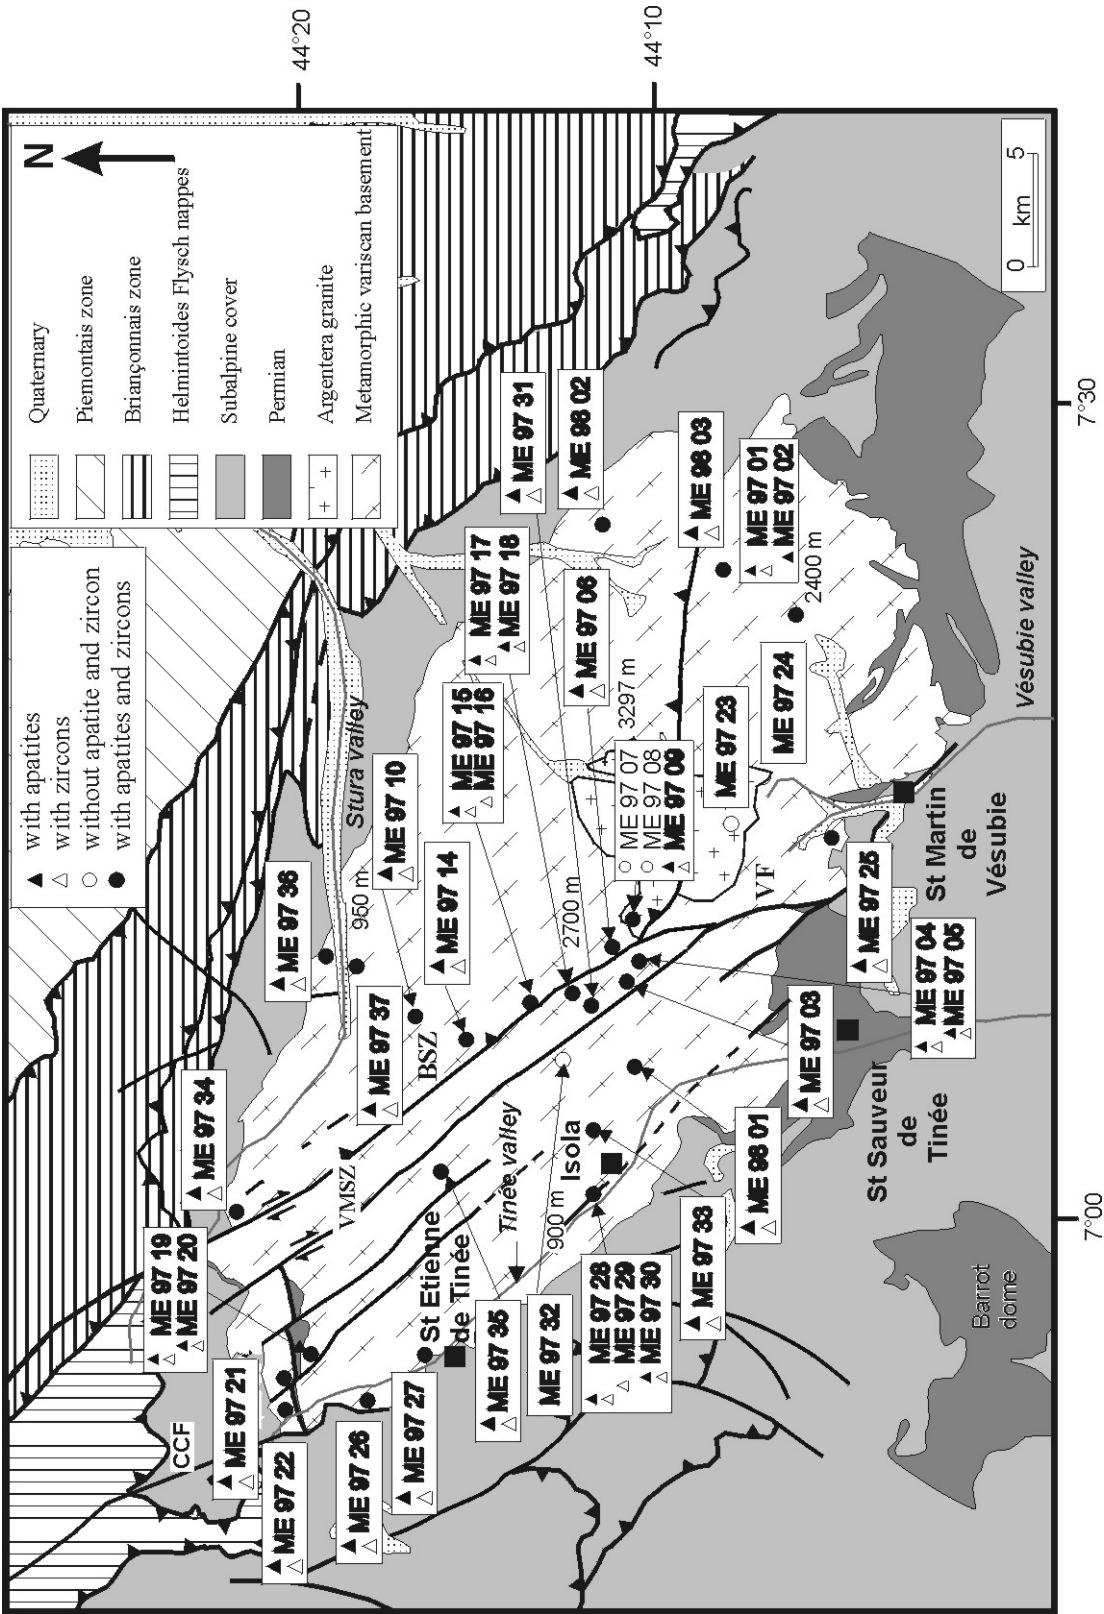 44°20
44°10
N
Quaternary
Piemontais zone
Briançonnais zone
Helmintoides Flysch nappes
Subalpine cover
Permian
Argentera granite
Metamorphic variscan basement
with apatites
with zircons
without apatite and zircon
with apatites and zircons
0 km 5
7°30
7°00
Stura valley
950 m
ME 97 36
ME 97 10
ME 97 14
ME 97 37
BSZ
VMSZ
ME 97 34
ME 97 19
ME 97 20
CCF
ME 97 21
ME 97 22
ME 97 26
ME 97 27
St Etienne
de Tinée
ME 97 35
ME 97 32
Tinée valley
900 m
Isola
ME 97 28
ME 97 29
ME 97 30
ME 97 33
ME 98 01
ME 97 15
ME 97 16
ME 97 17
ME 97 18
ME 97 31
ME 98 02
ME 97 06
2700 m
3297 m
ME 97 07
ME 97 08
ME 97 09
ME 98 03
ME 97 01
ME 97 02
2400 m
ME 97 23
ME 97 24
VF
ME 97 25
ME 97 04
ME 97 05
ME 97 03
St Martin
de
Vésubie
Vésubie valley
St Sauveur
de
Tinée
Barrot
dome